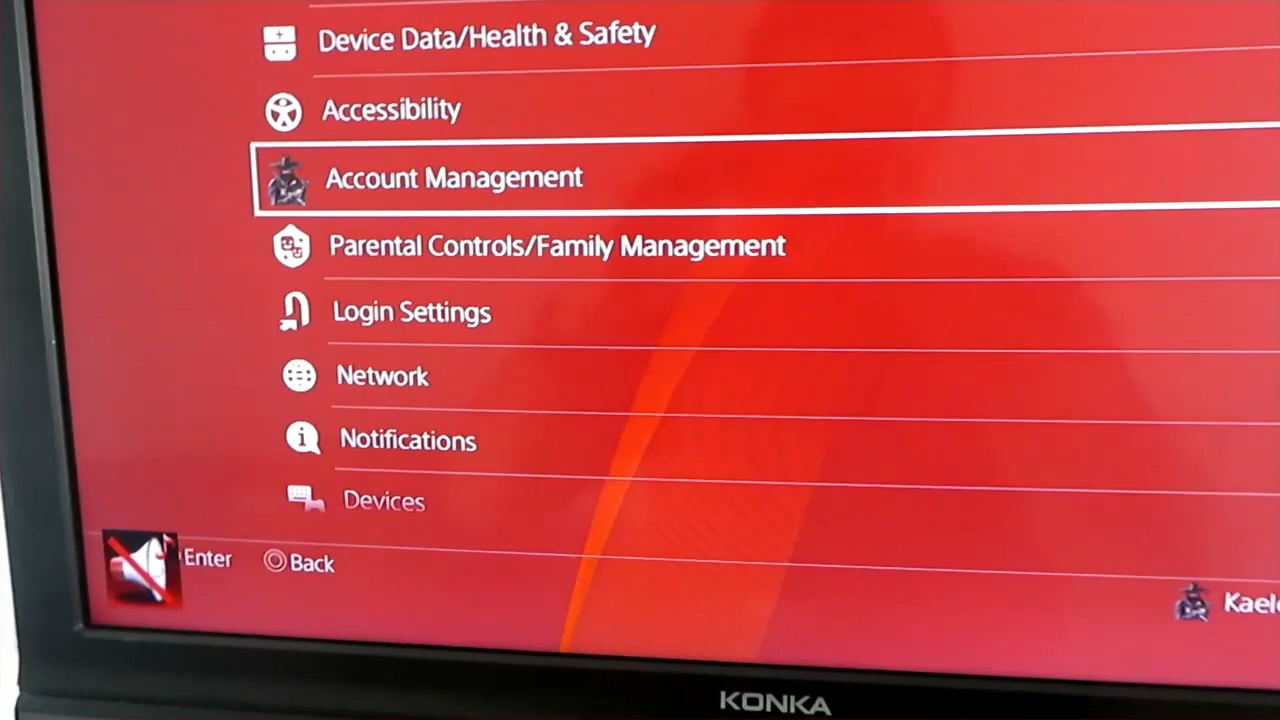 Device Data/Health & Safety
Accessibility
Account Management
Parental Controls/Family Management
Login Settings
Network
Notifications
Devices
Enter
Back
KONKA